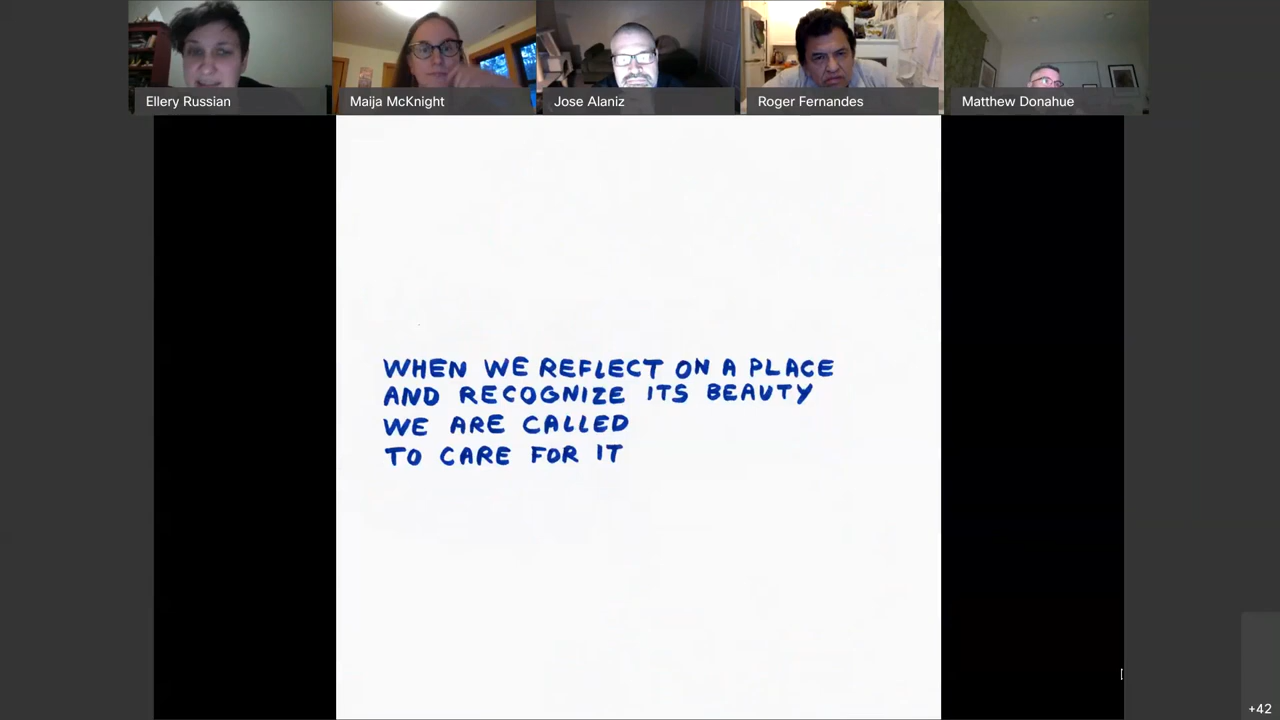 Ellery Russian
Maija McKnight
Jose Alaniz
Roger Fernandes
Matthew Donahue
WHEN WE REFLECT ON A PLACE
AND RECOGNIZE ITS BEAUTY
WE ARE CALLED
TO CARE FOR IT
+42